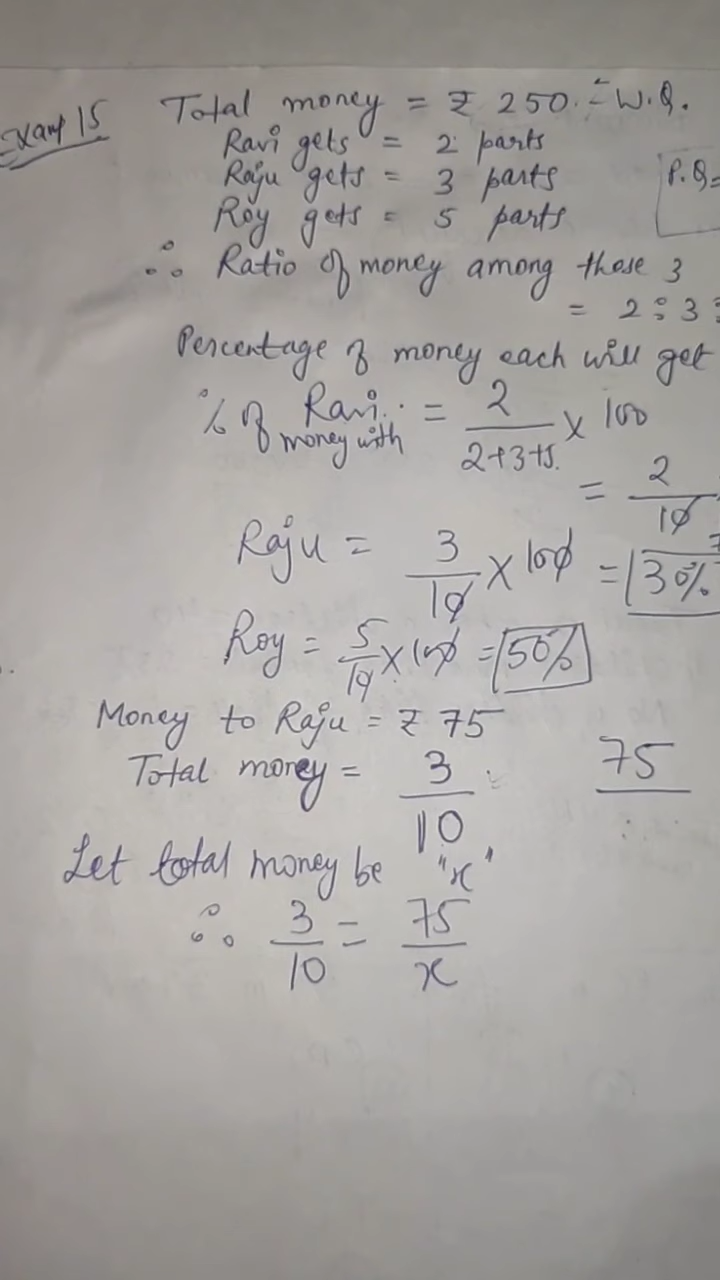 Exam 15 Total money = ₹ 250. - W.Q.
Ravi gets = 2 parts
Raju gets = 3 parts P.Q=
Roy gets = 5 parts
∴ Ratio of money among those 3
= 2:3:
Percentage of money each will get
% of Ravi = 2/(2+3+5) × 100
money with
= 2/10
Raju = 3/10 × 100 = 30%
Roy = 5/10 × 100 = 50%
Money to Raju = ₹ 75
Total money = 3/10 75
Let total money be "x"
∴ 3/10 = 75/x